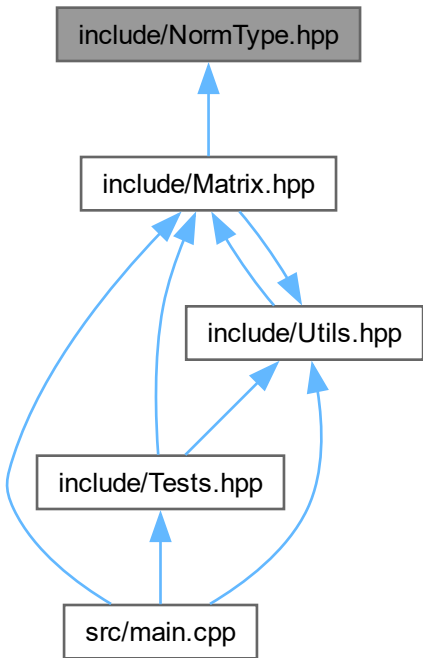 include/NormType.hpp
include/Matrix.hpp
include/Utils.hpp
include/Tests.hpp
src/main.cpp